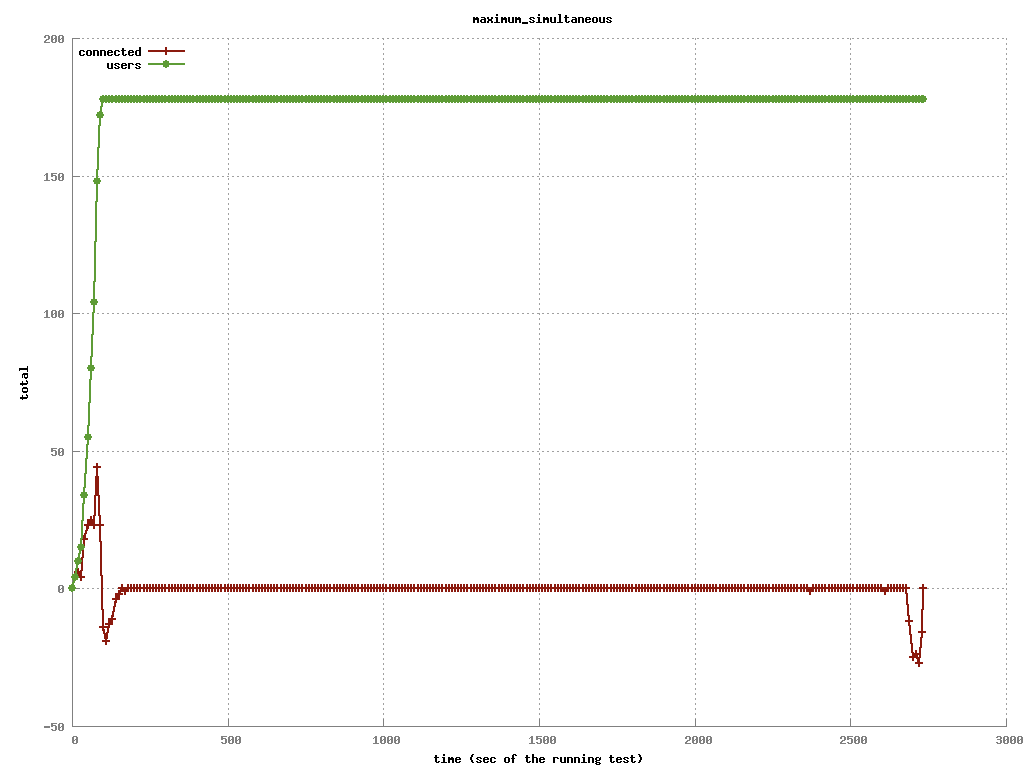 maximum_simultaneous
connected
users
200
150
100
50
0
-50
total
0 500 1000 1500 2000 2500 3000
time (sec of the running test)